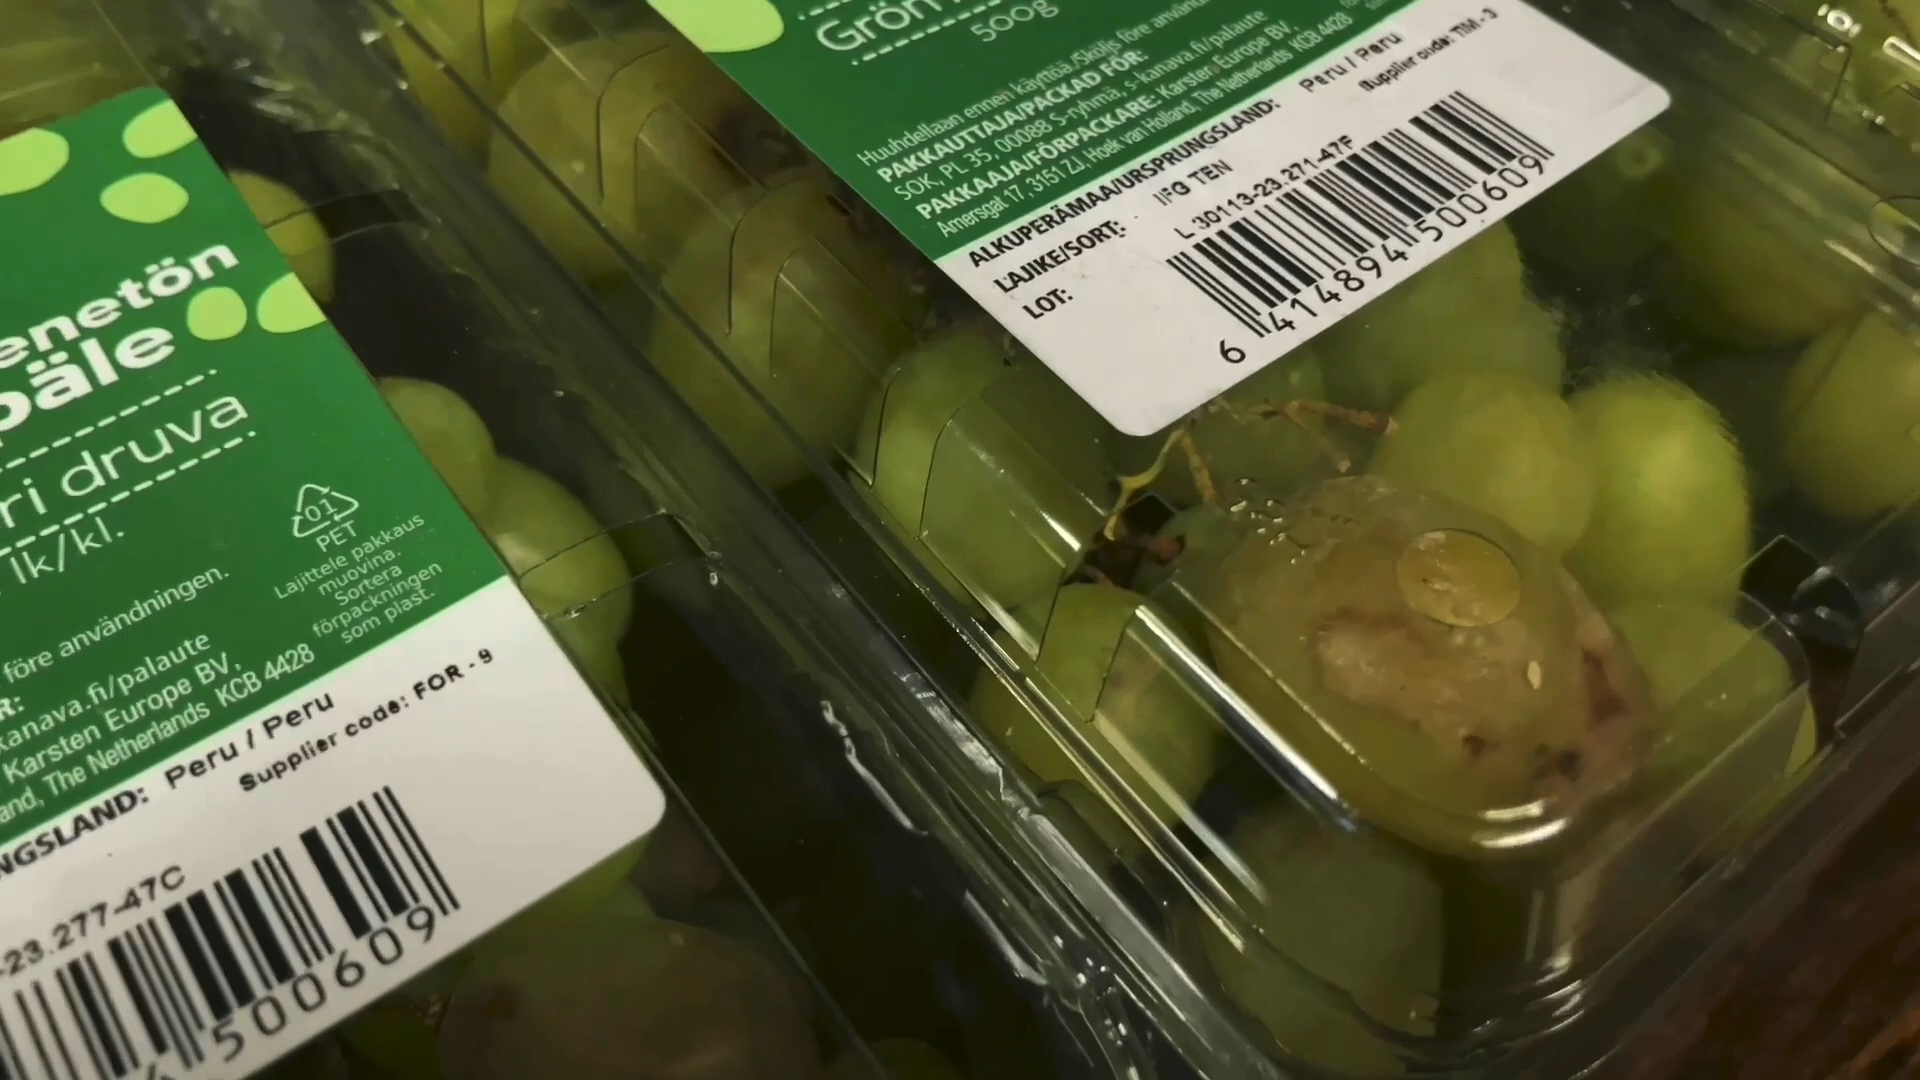 enetön
päle
ri druva
lk/kl.
01
PET
Lajittele pakkaus
muovina.
Sortera
förpackningen
som plast.
före användningen.
R:
kanava.fi/palaute
Karsten Europe BV,
and, The Netherlands KCB 4428
NGSLAND: Peru / Peru
Supplier code: FOR - 9
-23.277-47C
500609
Grön
500g
Huuhdellaan ennen käyttöä./Sköljs före använd
PAKKAUTTAJA/PACKAD FÖR:
SOK, PL 35, 00088 S-ryhmä, s-kanava.fi/palaute
PAKKAAJA/FÖRPACKARE: Karsten Europe BV,
Amersgat 17, 3151 ZJ, Hoek van Holland, The Netherlands KCB 4428
ALKUPERÄMAA/URSPRUNGSLAND: Peru / Peru
Supplier code: TIM - 3
LAJIKE/SORT: IFG TEN
LOT: L 30113-23.271-47F
6 414894 500609